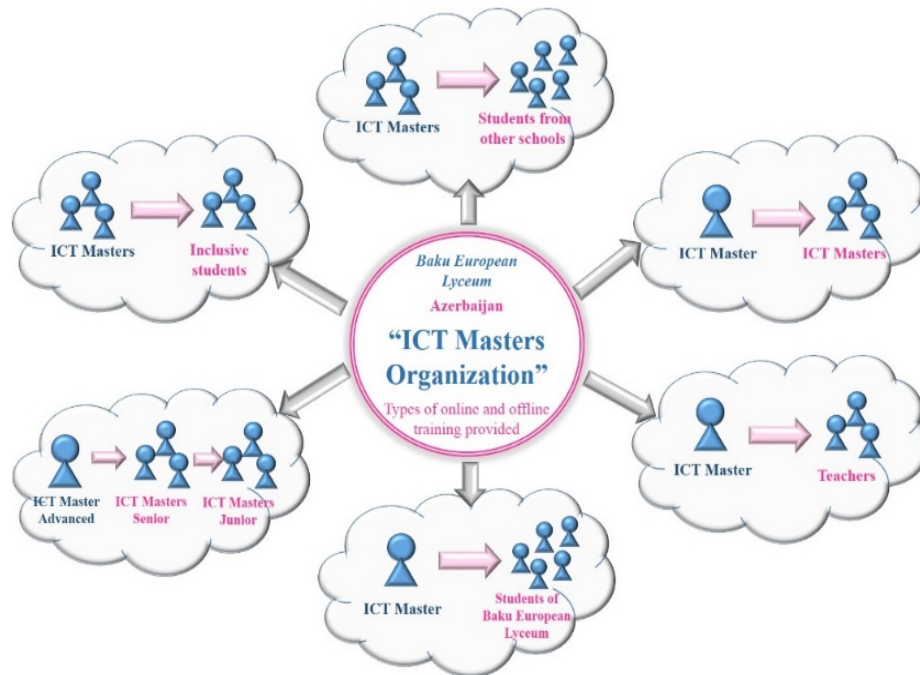 ICT Masters
Students from
other schools
ICT Masters
Inclusive
students
ICT Master
ICT Masters
Baku European
Lyceum
Azerbaijan
“ICT Masters
Organization”
Types of online and offline
training provided
ICT Master
Advanced
ICT Masters
Senior
ICT Masters
Junior
ICT Master
Teachers
ICT Master
Students of
Baku European
Lyceum